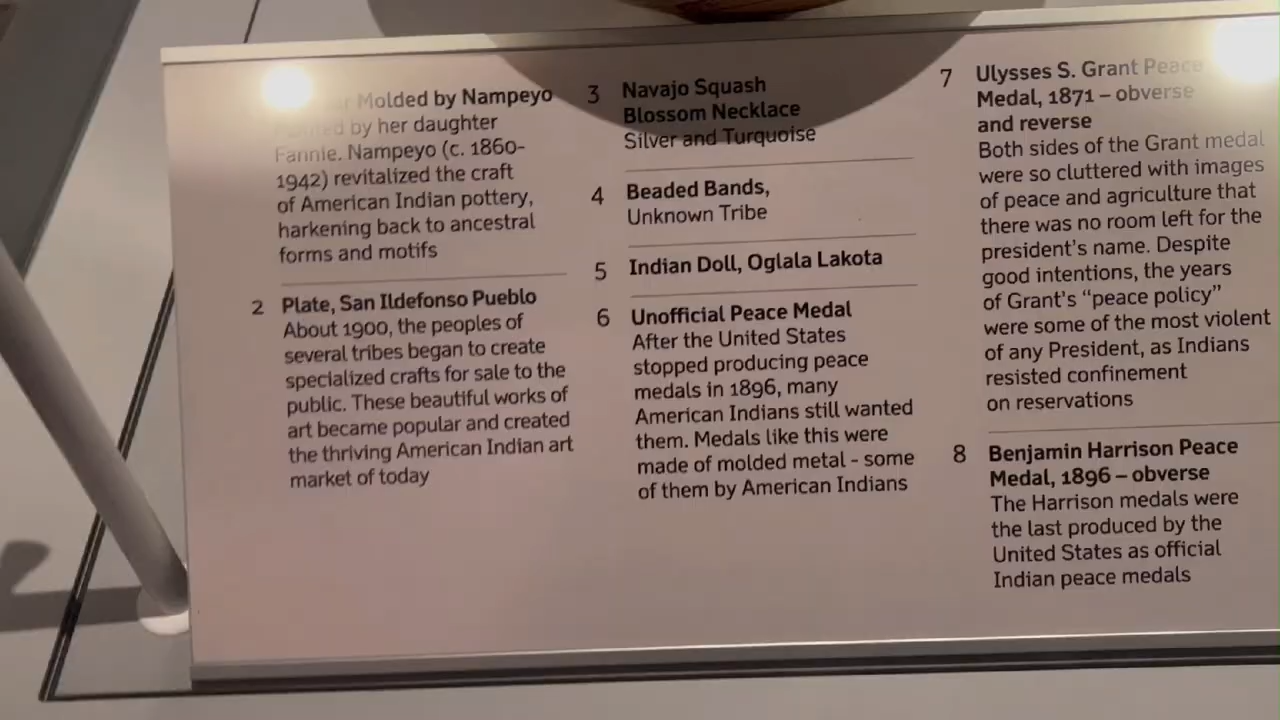 Molded by Nampeyo
by her daughter
Fannie. Nampeyo (c. 1860-
1942) revitalized the craft
of American Indian pottery,
harkening back to ancestral
forms and motifs
2 Plate, San Ildefonso Pueblo
About 1900, the peoples of
several tribes began to create
specialized crafts for sale to the
public. These beautiful works of
art became popular and created
the thriving American Indian art
market of today
3 Navajo Squash
Blossom Necklace
Silver and Turquoise
4 Beaded Bands,
Unknown Tribe
5 Indian Doll, Oglala Lakota
6 Unofficial Peace Medal
After the United States
stopped producing peace
medals in 1896, many
American Indians still wanted
them. Medals like this were
made of molded metal - some
of them by American Indians
7 Ulysses S. Grant Peace
Medal, 1871 – obverse
and reverse
Both sides of the Grant medal
were so cluttered with images
of peace and agriculture that
there was no room left for the
president's name. Despite
good intentions, the years
of Grant's "peace policy"
were some of the most violent
of any President, as Indians
resisted confinement
on reservations
8 Benjamin Harrison Peace
Medal, 1896 – obverse
The Harrison medals were
the last produced by the
United States as official
Indian peace medals